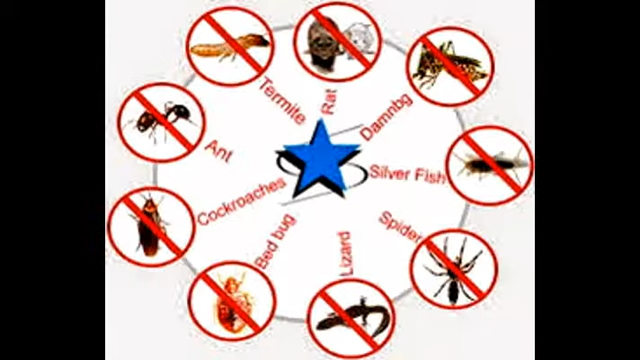 Termite
Rat
Damnbg
Ant
Silver Fish
Cockroaches
Spider
Bed bug
Lizard